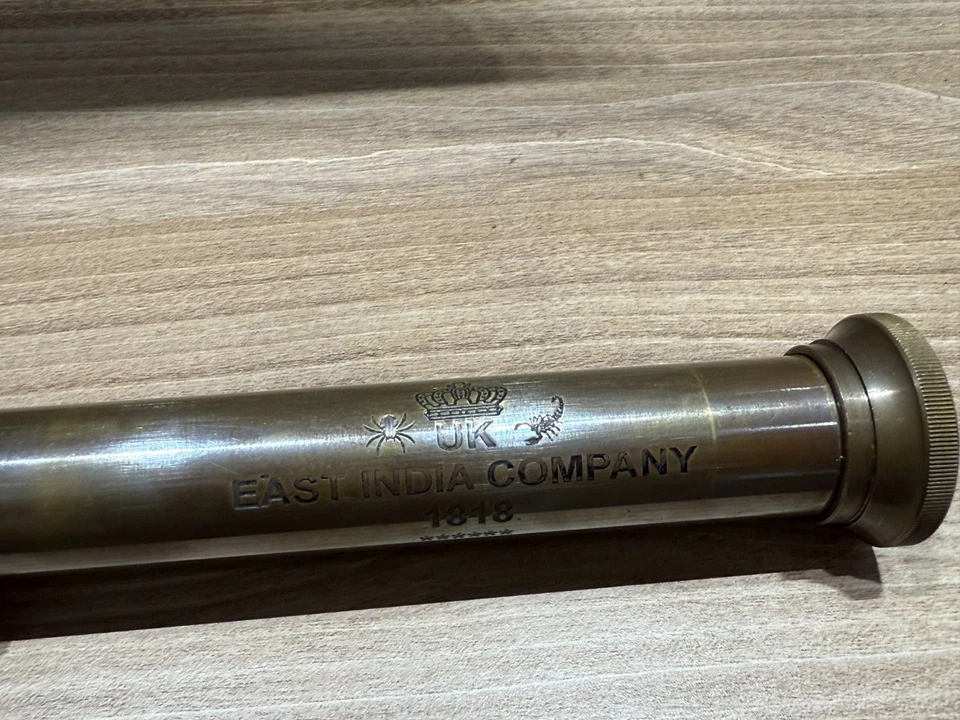 UK
EAST INDIA COMPANY
1818
******